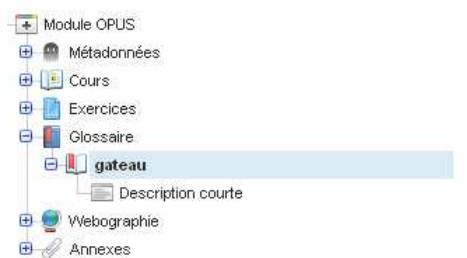 Module OPUS
Métadonnées
Cours
Exercices
Glossaire
gateau
Description courte
Webographie
Annexes